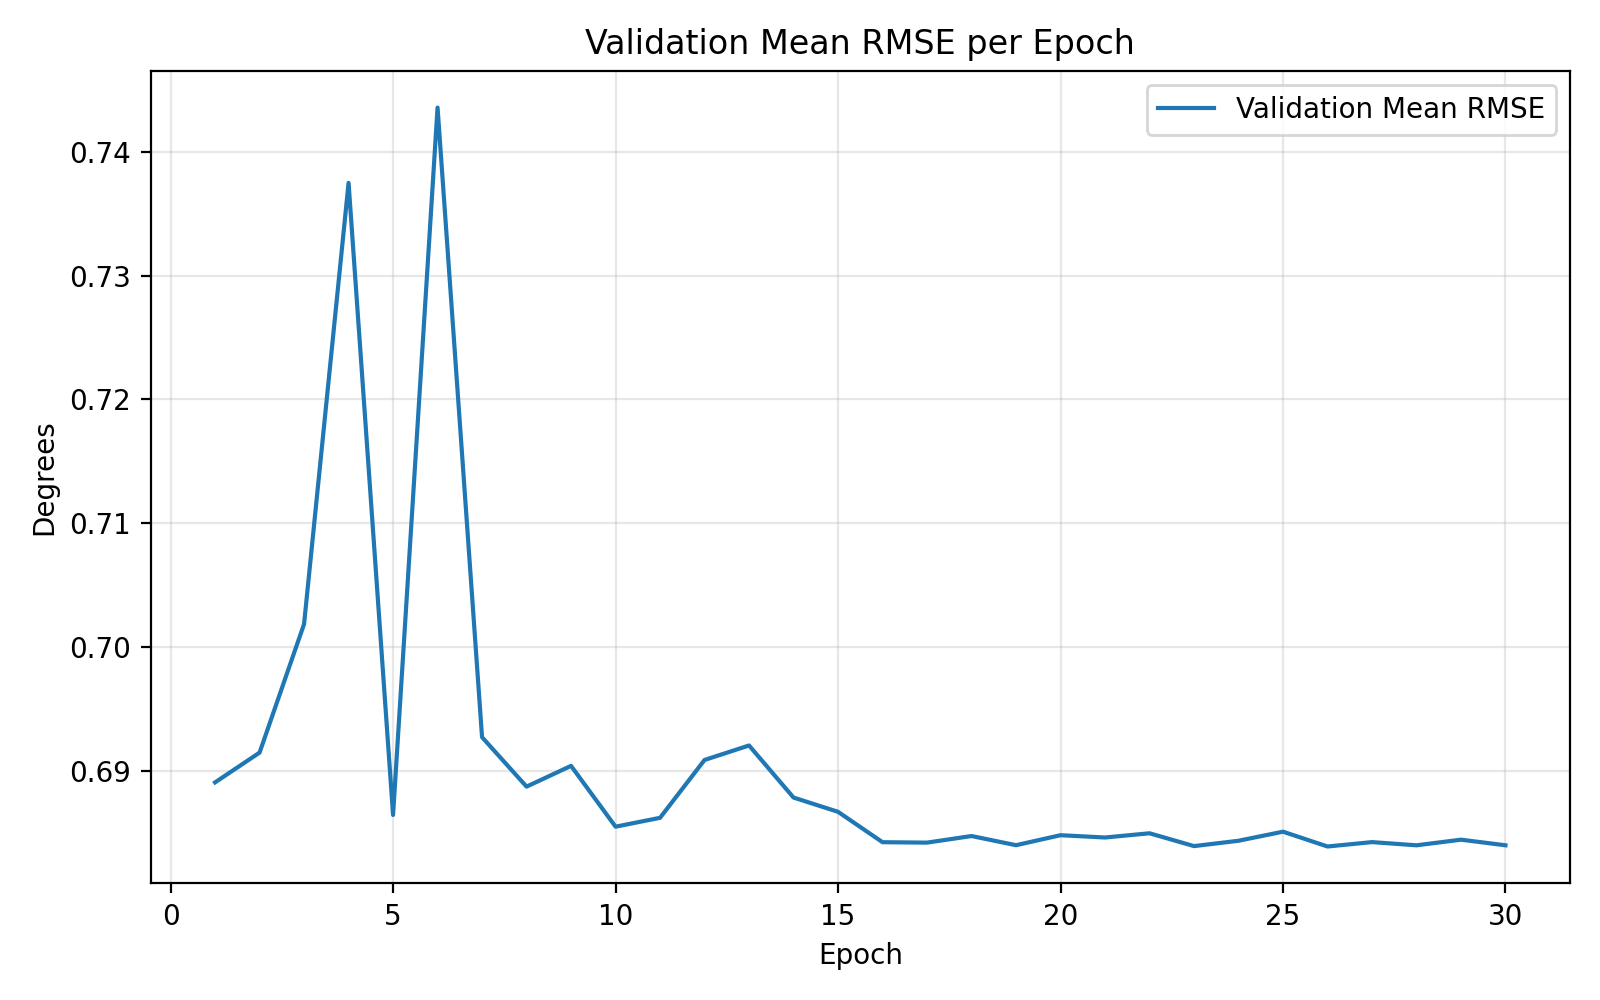 Validation Mean RMSE per Epoch
Validation Mean RMSE
0.74
0.73
0.72
0.71
0.70
0.69
Degrees
0 5 10 15 20 25 30
Epoch